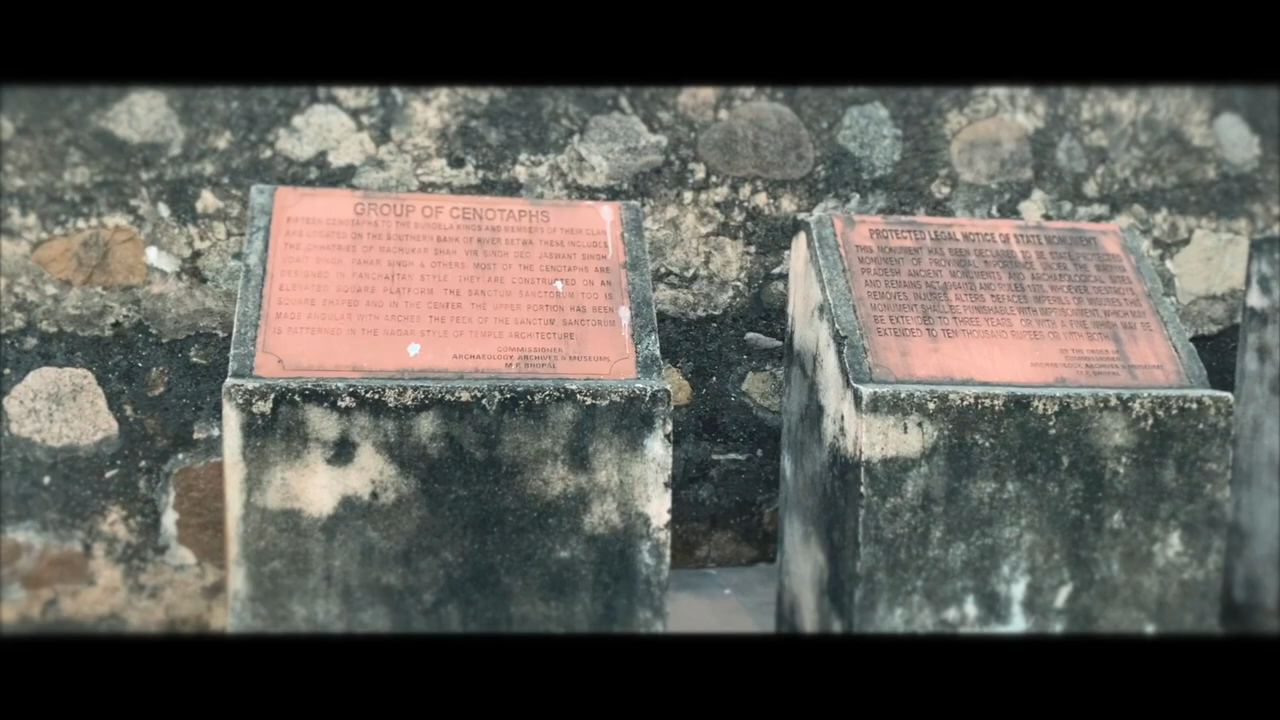 GROUP OF CENOTAPHS
FIFTEEN CENOTAPHS TO THE BUNDELA KINGS AND MEMBERS OF THEIR CLAN
ARE LOCATED ON THE SOUTHERN BANK OF RIVER BETWA. THESE INCLUDES
THE CHHATRIES OF MADHUKAR SHAH, VIR SINGH DEO, JASWANT SINGH,
UDAIT SINGH, PAHAR SINGH & OTHERS. MOST OF THE CENOTAPHS ARE
DESIGNED IN PANCHAYTAN STYLE. THEY ARE CONSTRUCTED ON AN
ELEVATED SQUARE PLATFORM. THE SANCTUM SANCTORUM TOO IS
SQUARE SHAPED AND IN THE CENTER. THE UPPER PORTION HAS BEEN
MADE ANGULAR WITH ARCHES. THE PEEK OF THE SANCTUM SANCTORUM
IS PATTERNED IN THE NAGAR STYLE OF TEMPLE ARCHITECTURE.
COMMISSIONER
ARCHAEOLOGY, ARCHIVES & MUSEUMS
M.P. BHOPAL
PROTECTED LEGAL NOTICE OF STATE MONUMENT
THIS MONUMENT HAS BEEN DECLARED TO BE STATE PROTECTED
MONUMENT OF PROVINCIAL IMPORTANCE UNDER THE MADHYA
PRADESH ANCIENT MONUMENTS AND ARCHAEOLOGICAL SITES
AND REMAINS ACT 1964(12) AND RULES 1976. WHOEVER DESTROYS
REMOVES, INJURES, ALTERS, DEFACES, IMPERILS OR MISUSES THIS
MONUMENT SHALL BE PUNISHABLE WITH IMPRISONMENT, WHICH MAY
BE EXTENDED TO THREE YEARS, OR WITH A FINE WHICH MAY BE
EXTENDED TO TEN THOUSAND RUPEES OR WITH BOTH.
BY THE ORDER OF
COMMISSIONER
ARCHAEOLOGY, ARCHIVES & MUSEUMS
M.P. BHOPAL